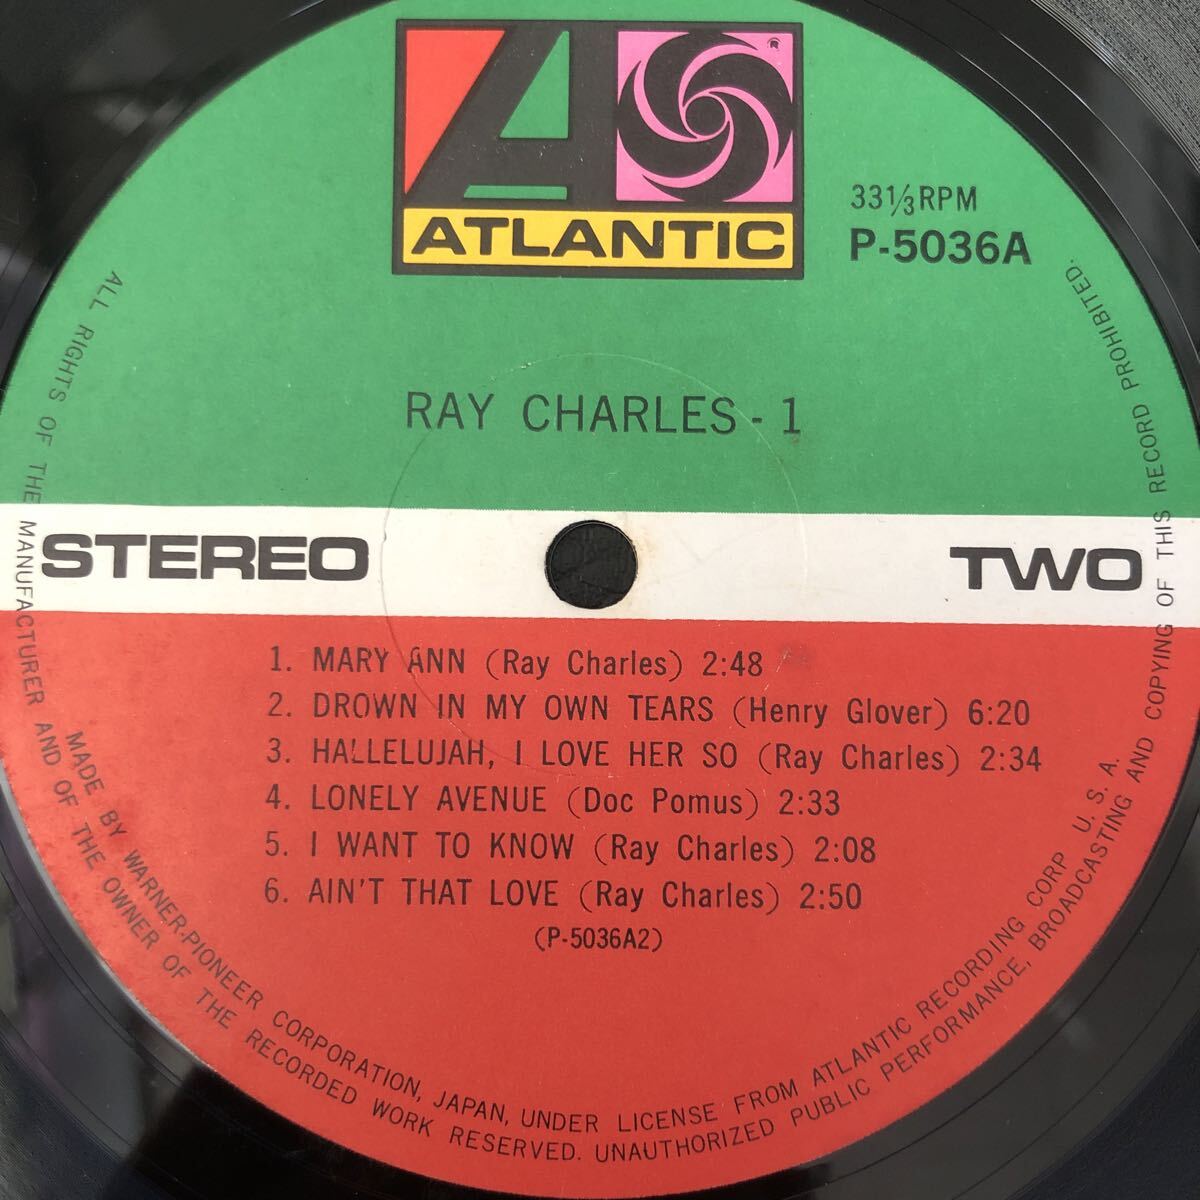 ATLANTIC
33 1/3 RPM
P-5036A
RAY CHARLES - 1
STEREO
TWO
1. MARY ANN (Ray Charles) 2:48
2. DROWN IN MY OWN TEARS (Henry Glover) 6:20
3. HALLELUJAH, I LOVE HER SO (Ray Charles) 2:34
4. LONELY AVENUE (Doc Pomus) 2:33
5. I WANT TO KNOW (Ray Charles) 2:08
6. AIN'T THAT LOVE (Ray Charles) 2:50
(P-5036A2)
MADE BY WARNER-PIONEER CORPORATION, JAPAN, UNDER LICENSE FROM ATLANTIC RECORDING CORP U. S. A.
ALL RIGHTS OF THE MANUFACTURER AND OF THE OWNER OF THE RECORDED WORK RESERVED. UNAUTHORIZED PUBLIC PERFORMANCE, BROADCASTING AND COPYING OF THIS RECORD PROHIBITED.